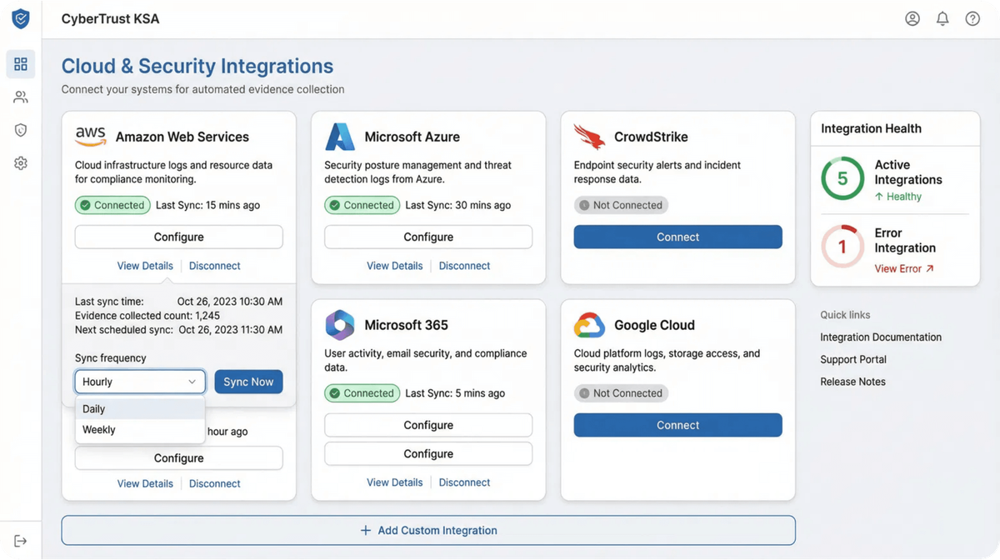 CyberTrust KSA
Cloud & Security Integrations
Connect your systems for automated evidence collection
aws
Amazon Web Services
Cloud infrastructure logs and resource data
for compliance monitoring.
Connected
Last Sync: 15 mins ago
Configure
View Details
Disconnect
Last sync time: Oct 26, 2023 10:30 AM
Evidence collected count: 1,245
Next scheduled sync: Oct 26, 2023 11:30 AM
Sync frequency
Hourly
Sync Now
Daily
Weekly
hour ago
Configure
View Details
Disconnect
Microsoft Azure
Security posture management and threat
detection logs from Azure.
Connected
Last Sync: 30 mins ago
Configure
View Details
Disconnect
Microsoft 365
User activity, email security, and compliance
data.
Connected
Last Sync: 5 mins ago
Configure
Configure
View Details
Disconnect
CrowdStrike
Endpoint security alerts and incident
response data.
Not Connected
Connect
Google Cloud
Cloud platform logs, storage access, and
security analytics.
Not Connected
Connect
+ Add Custom Integration
Integration Health
5
Active
Integrations
↑ Healthy
1
Error
Integration
View Error ↗
Quick links
Integration Documentation
Support Portal
Release Notes